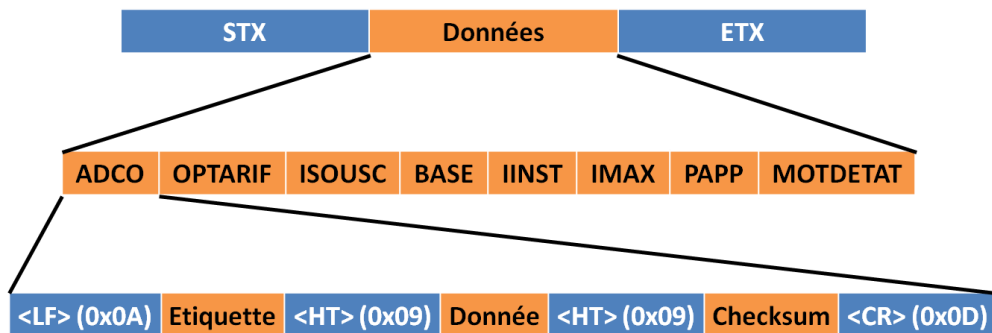 STX Données ETX
ADCO OPTARIF ISOUSC BASE IINST IMAX PAPP MOTDETAT
<LF> (0x0A) Etiquette <HT> (0x09) Donnée <HT> (0x09) Checksum <CR> (0x0D)